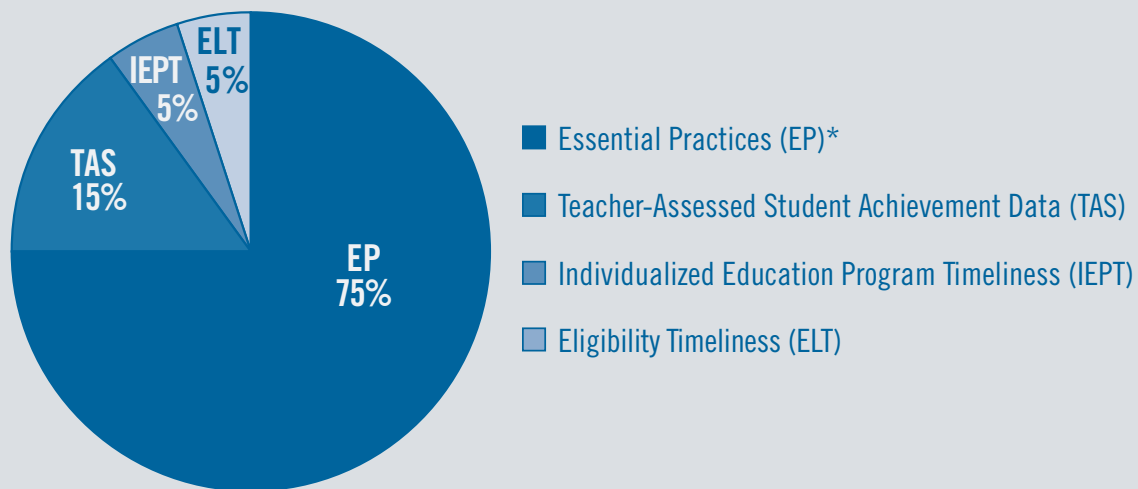 ELT
5%
IEPT
5%
TAS
15%
EP
75%
Essential Practices (EP)*
Teacher-Assessed Student Achievement Data (TAS)
Individualized Education Program Timeliness (IEPT)
Eligibility Timeliness (ELT)